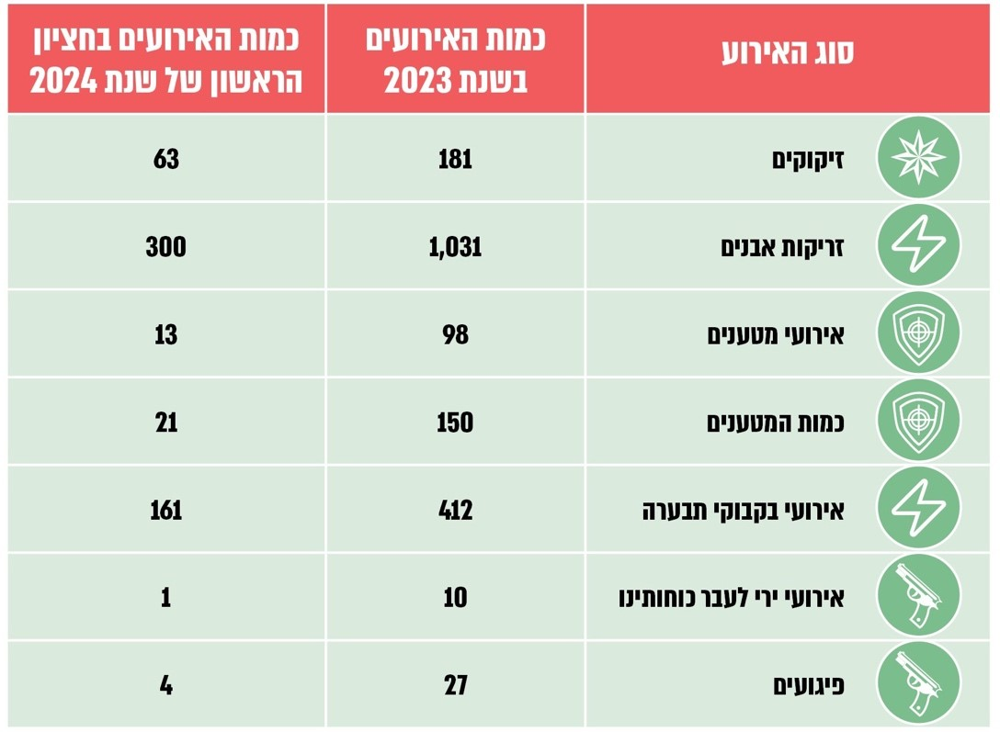 סוג האירוע
כמות האירועים
בשנת 2023
כמות האירועים בחציון
הראשון של שנת 2024
זיקוקים
181
63
זריקות אבנים
1,031
300
אירועי מטענים
98
13
כמות המטענים
150
21
אירועי בקבוקי תבערה
412
161
אירועי ירי לעבר כוחותינו
10
1
פיגועים
27
4